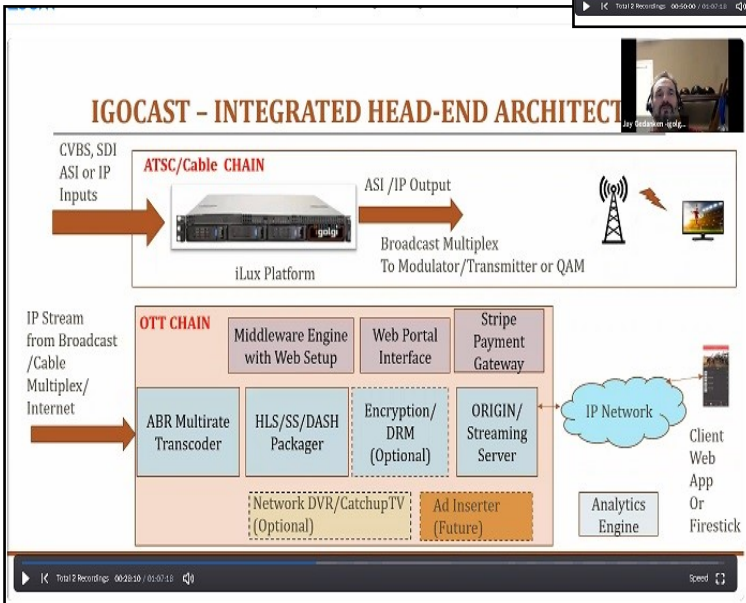 Total 2 Recordings 00:50:00 / 01:07:18
IGOCAST – INTEGRATED HEAD-END ARCHITECT
Jay Gedanken -igolg...
CVBS, SDI
ASI or IP
Inputs
ATSC/Cable CHAIN
igolgi
iLux Platform
ASI /IP Output
Broadcast Multiplex
To Modulator/Transmitter or QAM
IP Stream
from Broadcast
/Cable
Multiplex/
Internet
OTT CHAIN
Middleware Engine
with Web Setup
Web Portal
Interface
Stripe
Payment
Gateway
ABR Multirate
Transcoder
HLS/SS/DASH
Packager
Encryption/
DRM
(Optional)
ORIGIN/
Streaming
Server
IP Network
Client
Web
App
Or
Firestick
Network DVR/CatchupTV
(Optional)
Ad Inserter
(Future)
Analytics
Engine
Total 2 Recordings 00:28:10 / 01:07:18
Speed